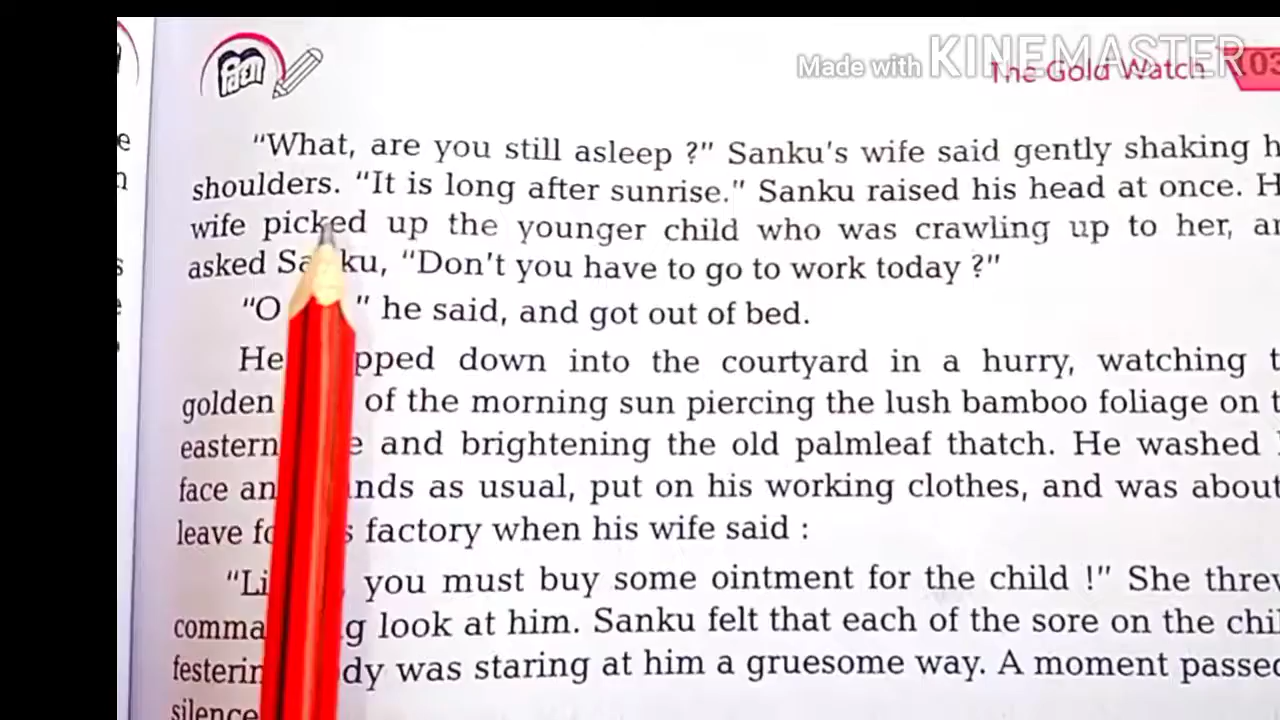 विद्या
Made with KINEMASTER
The Gold Watch 103
"What, are you still asleep ?" Sanku's wife said gently shaking h
shoulders. "It is long after sunrise." Sanku raised his head at once. H
wife picked up the younger child who was crawling up to her, an
asked Sa ku, "Don't you have to go to work today ?"
"O " he said, and got out of bed.
He pped down into the courtyard in a hurry, watching t
golden of the morning sun piercing the lush bamboo foliage on t
eastern e and brightening the old palmleaf thatch. He washed
face an nds as usual, put on his working clothes, and was about
leave fo s factory when his wife said :
"Li , you must buy some ointment for the child !" She threw
comma g look at him. Sanku felt that each of the sore on the chil
festerin dy was staring at him a gruesome way. A moment passed
silence